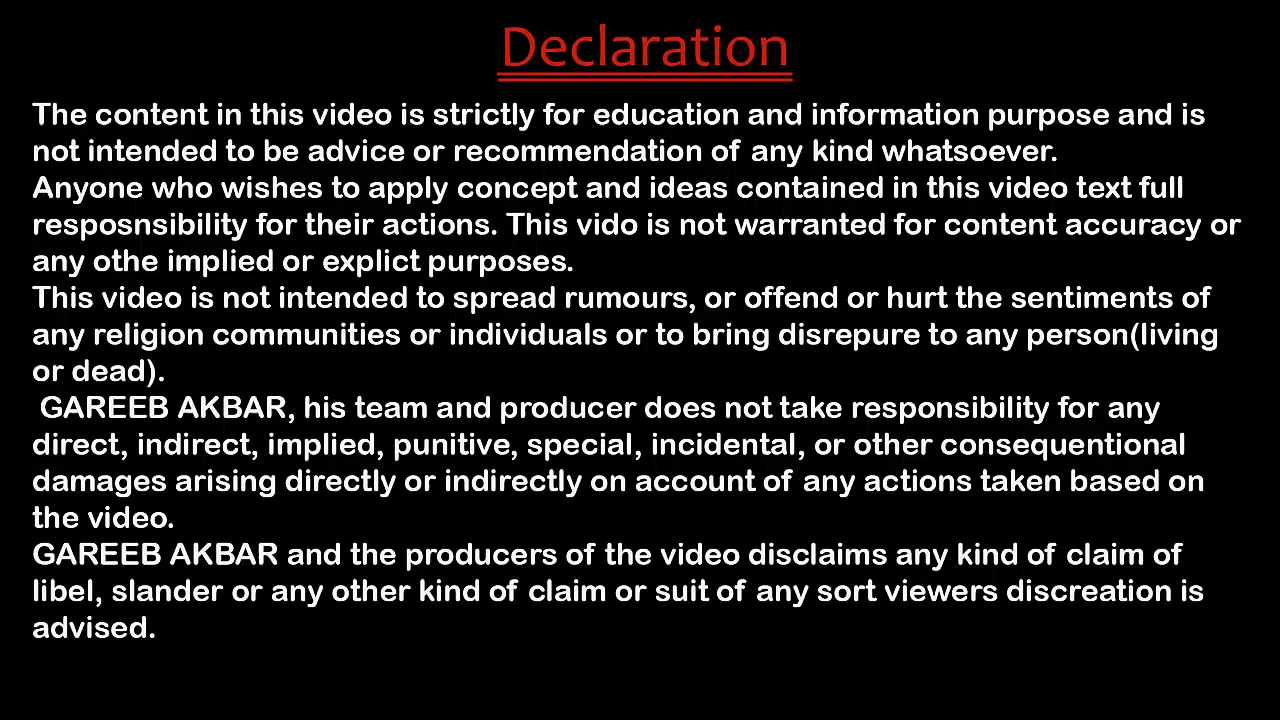 Declaration
The content in this video is strictly for education and information purpose and is
not intended to be advice or recommendation of any kind whatsoever.
Anyone who wishes to apply concept and ideas contained in this video text full
resposnsibility for their actions. This vido is not warranted for content accuracy or
any othe implied or explict purposes.
This video is not intended to spread rumours, or offend or hurt the sentiments of
any religion communities or individuals or to bring disrepure to any person(living
or dead).
GAREEB AKBAR, his team and producer does not take responsibility for any
direct, indirect, implied, punitive, special, incidental, or other consequentional
damages arising directly or indirectly on account of any actions taken based on
the video.
GAREEB AKBAR and the producers of the video disclaims any kind of claim of
libel, slander or any other kind of claim or suit of any sort viewers discreation is
advised.